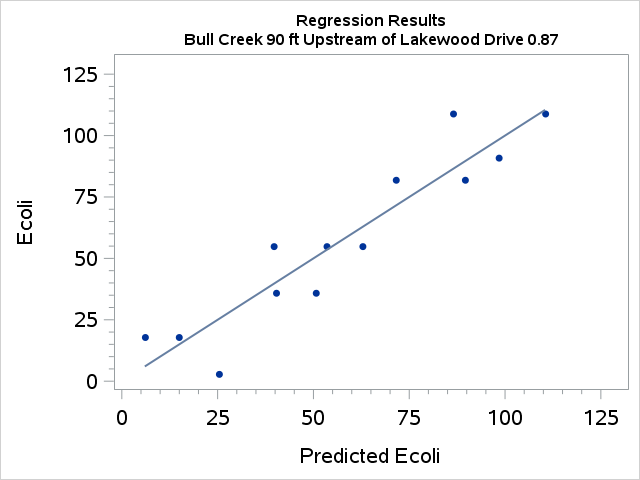 Regression Results
Bull Creek 90 ft Upstream of Lakewood Drive 0.87
125
100
75
50
25
0
Ecoli
0 25 50 75 100 125
Predicted Ecoli